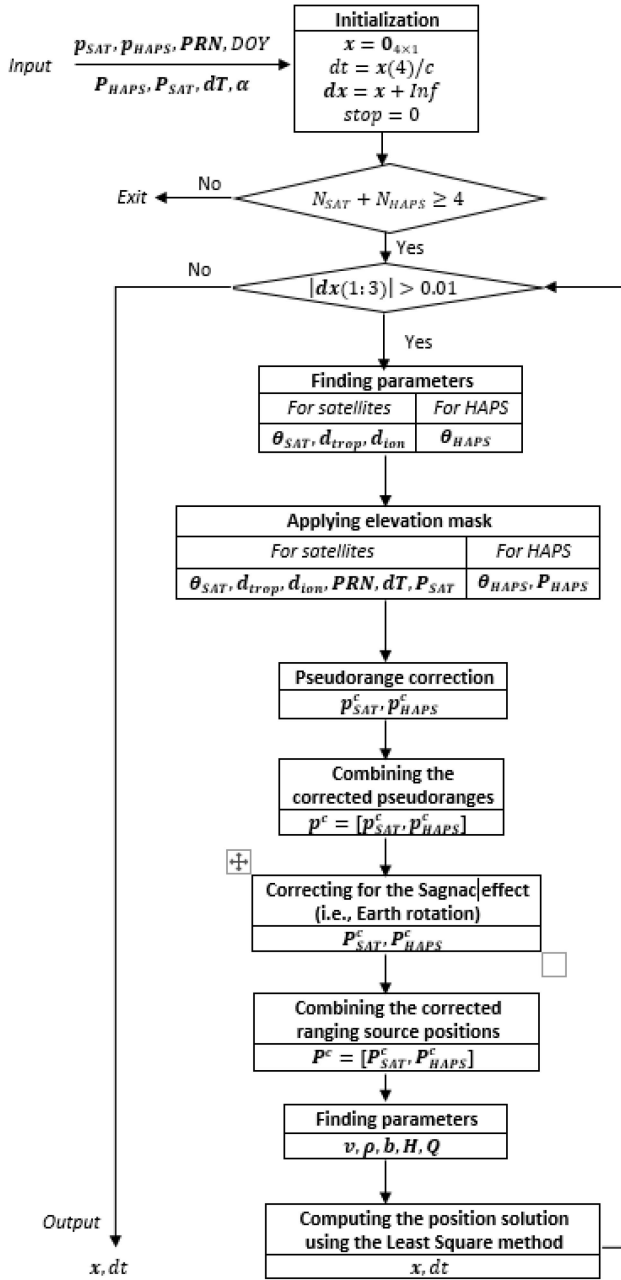 Initialization
x = 0₄ₓ₁
dt = x(4)/c
dx = x + Inf
stop = 0
Input
p_SAT, p_HAPS, PRN, DOY
P_HAPS, P_SAT, dT, α
N_SAT + N_HAPS ≥ 4
No
Exit
Yes
|dx(1:3)| > 0.01
No
Yes
Finding parameters
For satellites For HAPS
θ_SAT, d_trop, d_ion θ_HAPS
Applying elevation mask
For satellites For HAPS
θ_SAT, d_trop, d_ion, PRN, dT, P_SAT θ_HAPS, P_HAPS
Pseudorange correction
p^c_SAT, p^c_HAPS
Combining the
corrected pseudoranges
p^c = [p^c_SAT, p^c_HAPS]
Correcting for the Sagnac effect
(i.e., Earth rotation)
P^c_SAT, P^c_HAPS
Combining the corrected
ranging source positions
P^c = [P^c_SAT, P^c_HAPS]
Finding parameters
v, ρ, b, H, Q
Computing the position solution
using the Least Square method
x, dt
Output
x, dt